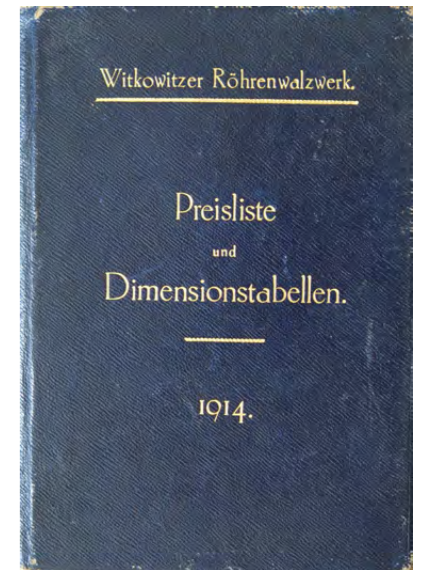 Witkowitzer Röhrenwalzwerk.
Preisliste
und
Dimensionstabellen.
1914.